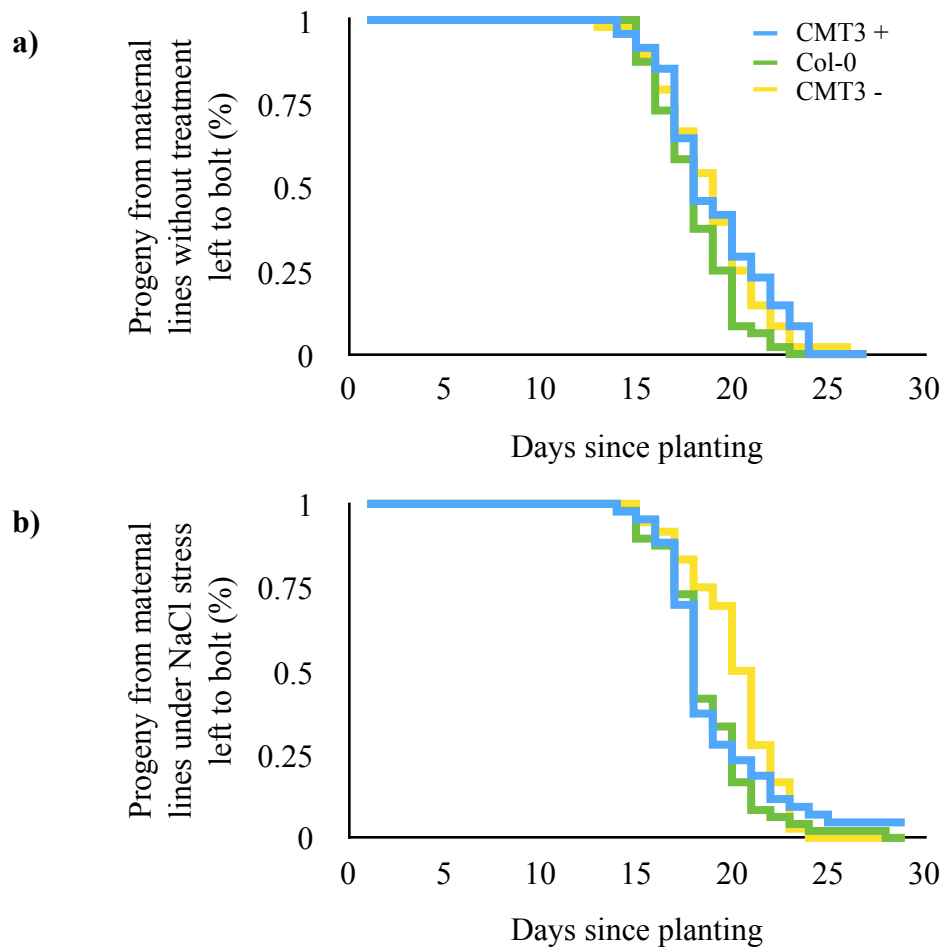 a)
Progeny from maternal
lines without treatment
left to bolt (%)
1
0.75
0.5
0.25
0
CMT3 +
Col-0
CMT3 -
0 5 10 15 20 25 30
Days since planting
b)
Progeny from maternal
lines under NaCl stress
left to bolt (%)
1
0.75
0.5
0.25
0
0 5 10 15 20 25 30
Days since planting